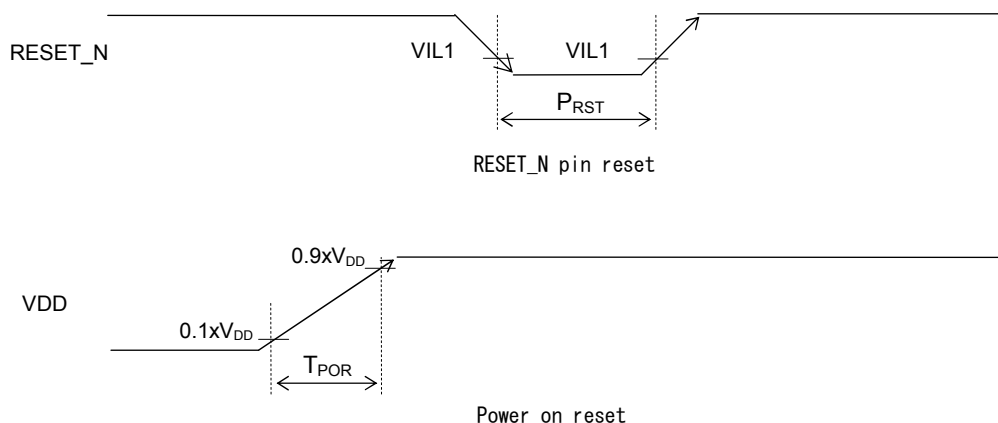 RESET_N
VIL1
VIL1
PRST
RESET_N pin reset
0.9xVDD
VDD
0.1xVDD
TPOR
Power on reset